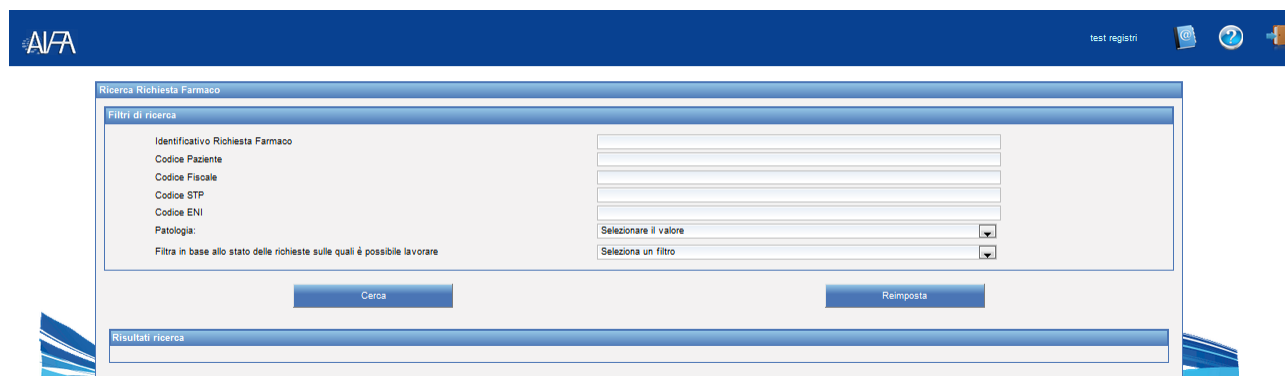 AIFA
test registri
Ricerca Richiesta Farmaco
Filtri di ricerca
Identificativo Richiesta Farmaco
Codice Paziente
Codice Fiscale
Codice STP
Codice ENI
Patologia: Selezionare il valore
Filtra in base allo stato delle richieste sulle quali è possibile lavorare Seleziona un filtro
Cerca Reimposta
Risultati ricerca